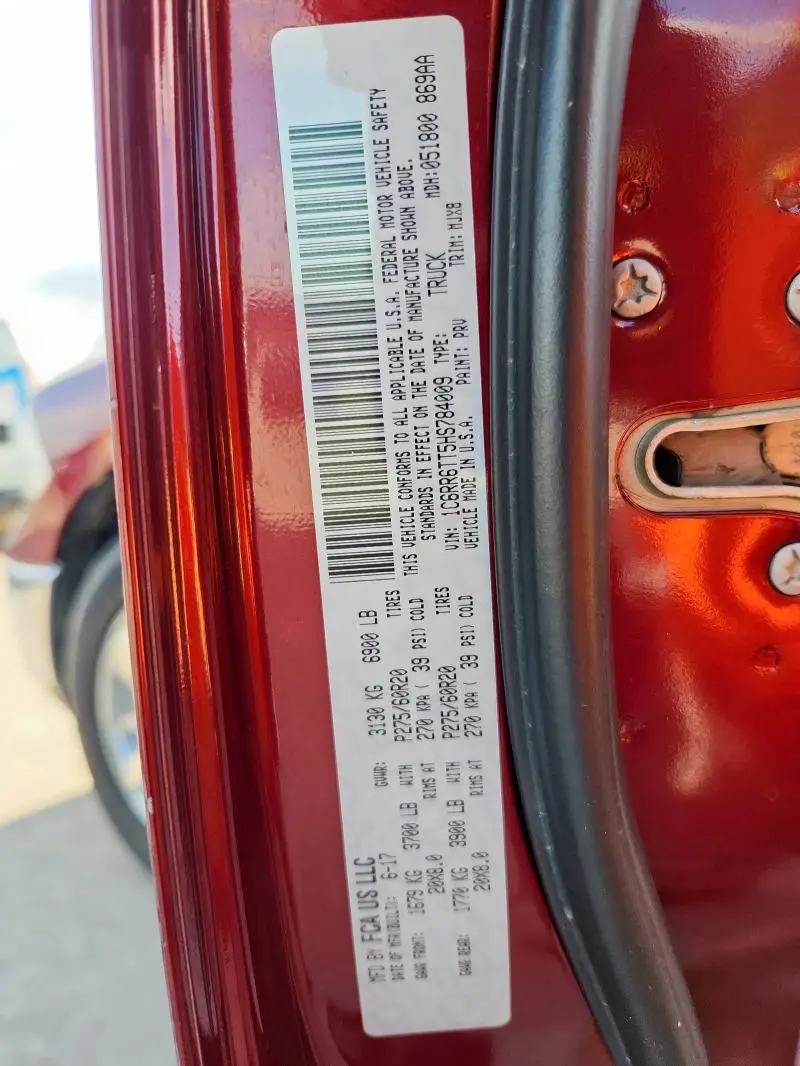 MFD BY FCA US LLC
DATE OF MFR(BUILT): 6-17 GVWR: 3130 KG 6900 LB
GAWR FRONT: 1679 KG 3700 LB WITH P275/60R20 TIRES
20X8.0 RIMS AT 270 KPA ( 39 PSI) COLD
GAWR REAR: 1770 KG 3900 LB WITH P275/60R20 TIRES
20X8.0 RIMS AT 270 KPA ( 39 PSI) COLD
THIS VEHICLE CONFORMS TO ALL APPLICABLE U.S.A. FEDERAL MOTOR VEHICLE SAFETY
STANDARDS IN EFFECT ON THE DATE OF MANUFACTURE SHOWN ABOVE.
VIN: 1C6RR6TT5HS784009 TYPE: TRUCK MDH:051800 869AA
VEHICLE MADE IN U.S.A. PAINT: PRV TRIM: MJX8